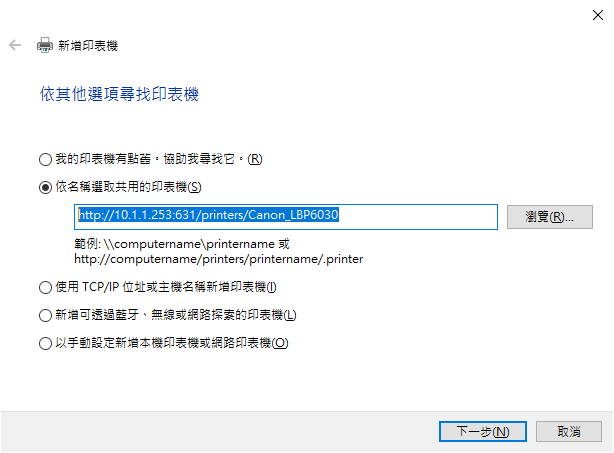 新增印表機
依其他選項尋找印表機
我的印表機有點舊。協助我尋找它。(R)
依名稱選取共用的印表機(S)
http://10.1.1.253:631/printers/Canon_LBP6030
瀏覽(R)...
範例: \\computername\printername 或
http://computername/printers/printername/.printer
使用 TCP/IP 位址或主機名稱新增印表機(I)
新增可透過藍牙、無線或網路探索的印表機(L)
以手動設定新增本機印表機或網路印表機(O)
下一步(N)
取消